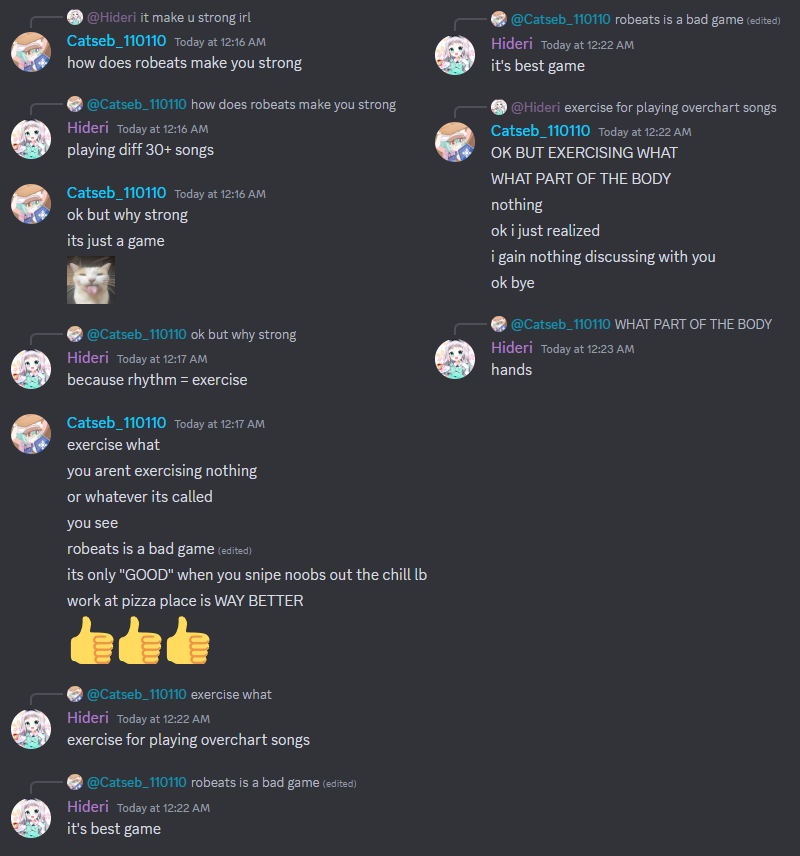 @Hideri it make u strong irl
Catseb_110110 Today at 12:16 AM
how does robeats make you strong
@Catseb_110110 how does robeats make you strong
Hideri Today at 12:16 AM
playing diff 30+ songs
Catseb_110110 Today at 12:16 AM
ok but why strong
its just a game
@Catseb_110110 ok but why strong
Hideri Today at 12:17 AM
because rhythm = exercise
Catseb_110110 Today at 12:17 AM
exercise what
you arent exercising nothing
or whatever its called
you see
robeats is a bad game (edited)
its only "GOOD" when you snipe noobs out the chill lb
work at pizza place is WAY BETTER
@Catseb_110110 exercise what
Hideri Today at 12:22 AM
exercise for playing overchart songs
@Catseb_110110 robeats is a bad game (edited)
Hideri Today at 12:22 AM
it's best game
@Catseb_110110 robeats is a bad game (edited)
Hideri Today at 12:22 AM
it's best game
@Hideri exercise for playing overchart songs
Catseb_110110 Today at 12:22 AM
OK BUT EXERCISING WHAT
WHAT PART OF THE BODY
nothing
ok i just realized
i gain nothing discussing with you
ok bye
@Catseb_110110 WHAT PART OF THE BODY
Hideri Today at 12:23 AM
hands